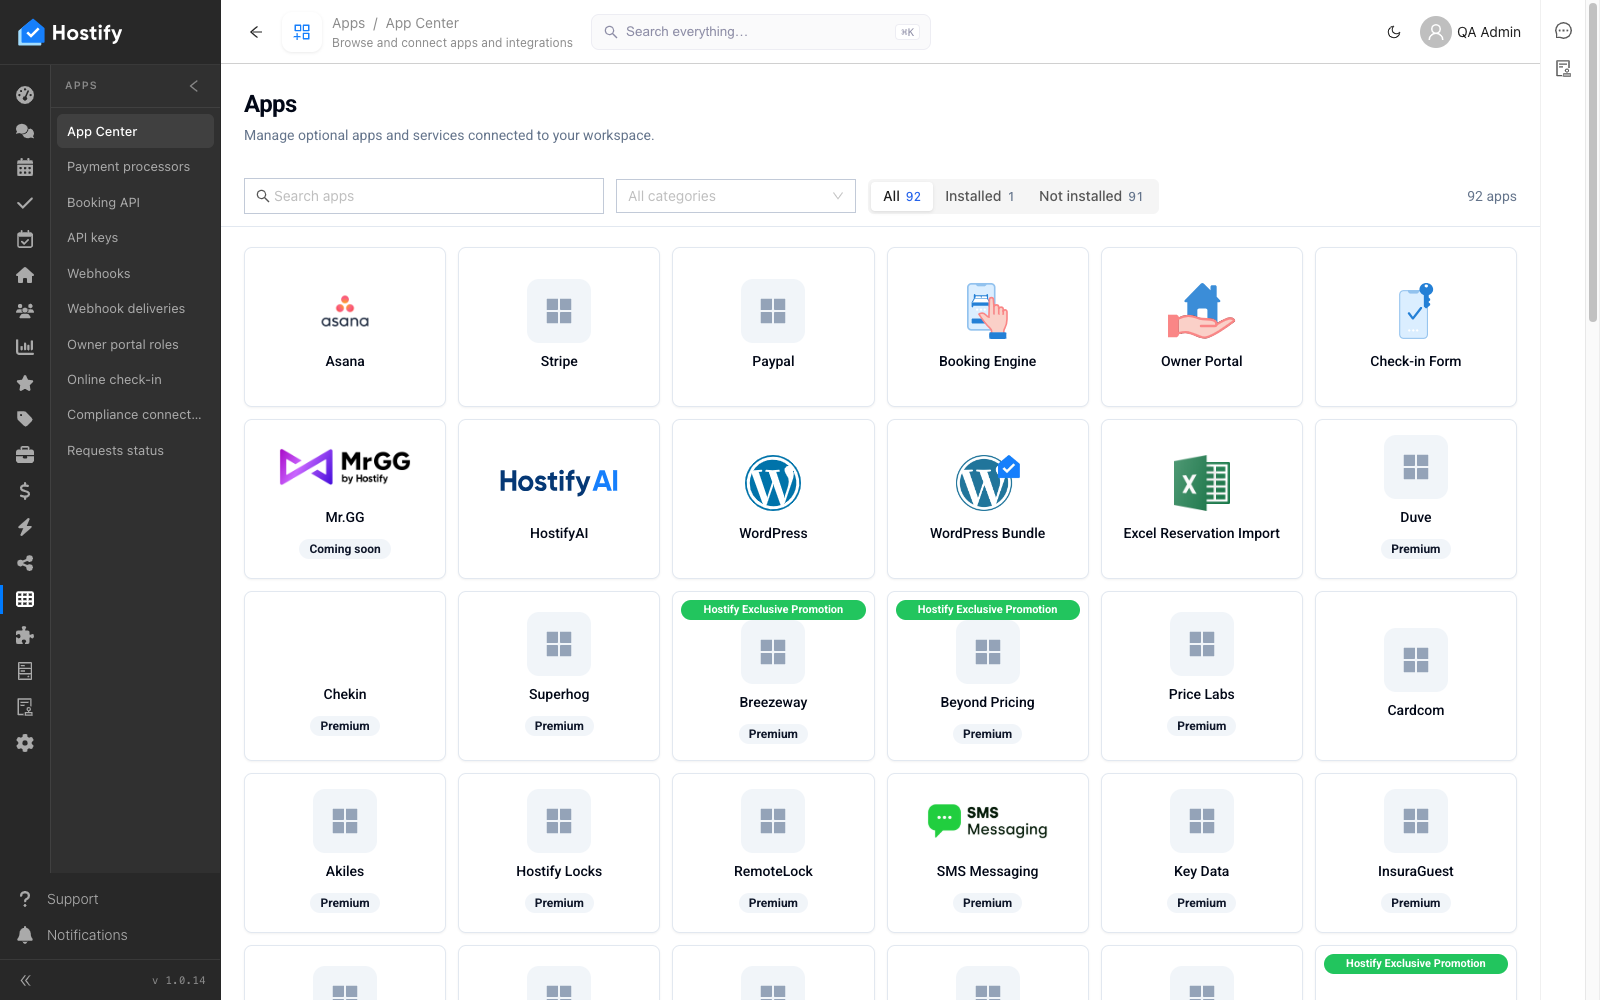 Hostify
Apps / App Center
Browse and connect apps and integrations
Search everything...
⌘K
QA Admin
APPS
App Center
Payment processors
Booking API
API keys
Webhooks
Webhook deliveries
Owner portal roles
Online check-in
Compliance connect...
Requests status
Support
Notifications
v 1.0.14
Apps
Manage optional apps and services connected to your workspace.
Search apps
All categories
All 92
Installed 1
Not installed 91
92 apps
asana
Asana
Stripe
Paypal
Booking Engine
Owner Portal
Check-in Form
MrGG
by Hostify
Mr.GG
Coming soon
Hostify AI
HostifyAI
WordPress
WordPress Bundle
X
Excel Reservation Import
Duve
Premium
Chekin
Premium
Superhog
Premium
Hostify Exclusive Promotion
Breezeway
Premium
Hostify Exclusive Promotion
Beyond Pricing
Premium
Price Labs
Premium
Cardcom
Akiles
Premium
Hostify Locks
Premium
RemoteLock
Premium
SMS
Messaging
SMS Messaging
Premium
Key Data
Premium
InsuraGuest
Premium
Hostify Exclusive Promotion